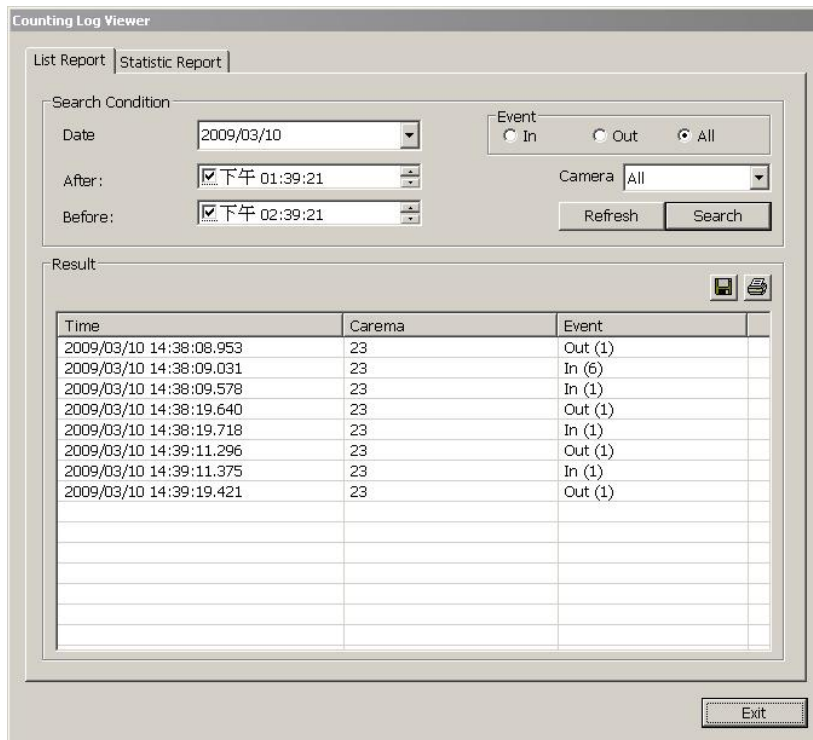 Counting Log Viewer
List Report Statistic Report
Search Condition
Date 2009/03/10
Event
In Out All
After: 下午 01:39:21
Camera All
Before: 下午 02:39:21
Refresh Search
Result
Time Carema Event
2009/03/10 14:38:08.953 23 Out (1)
2009/03/10 14:38:09.031 23 In (6)
2009/03/10 14:38:09.578 23 In (1)
2009/03/10 14:38:19.640 23 Out (1)
2009/03/10 14:38:19.718 23 In (1)
2009/03/10 14:39:11.296 23 Out (1)
2009/03/10 14:39:11.375 23 In (1)
2009/03/10 14:39:19.421 23 Out (1)
Exit